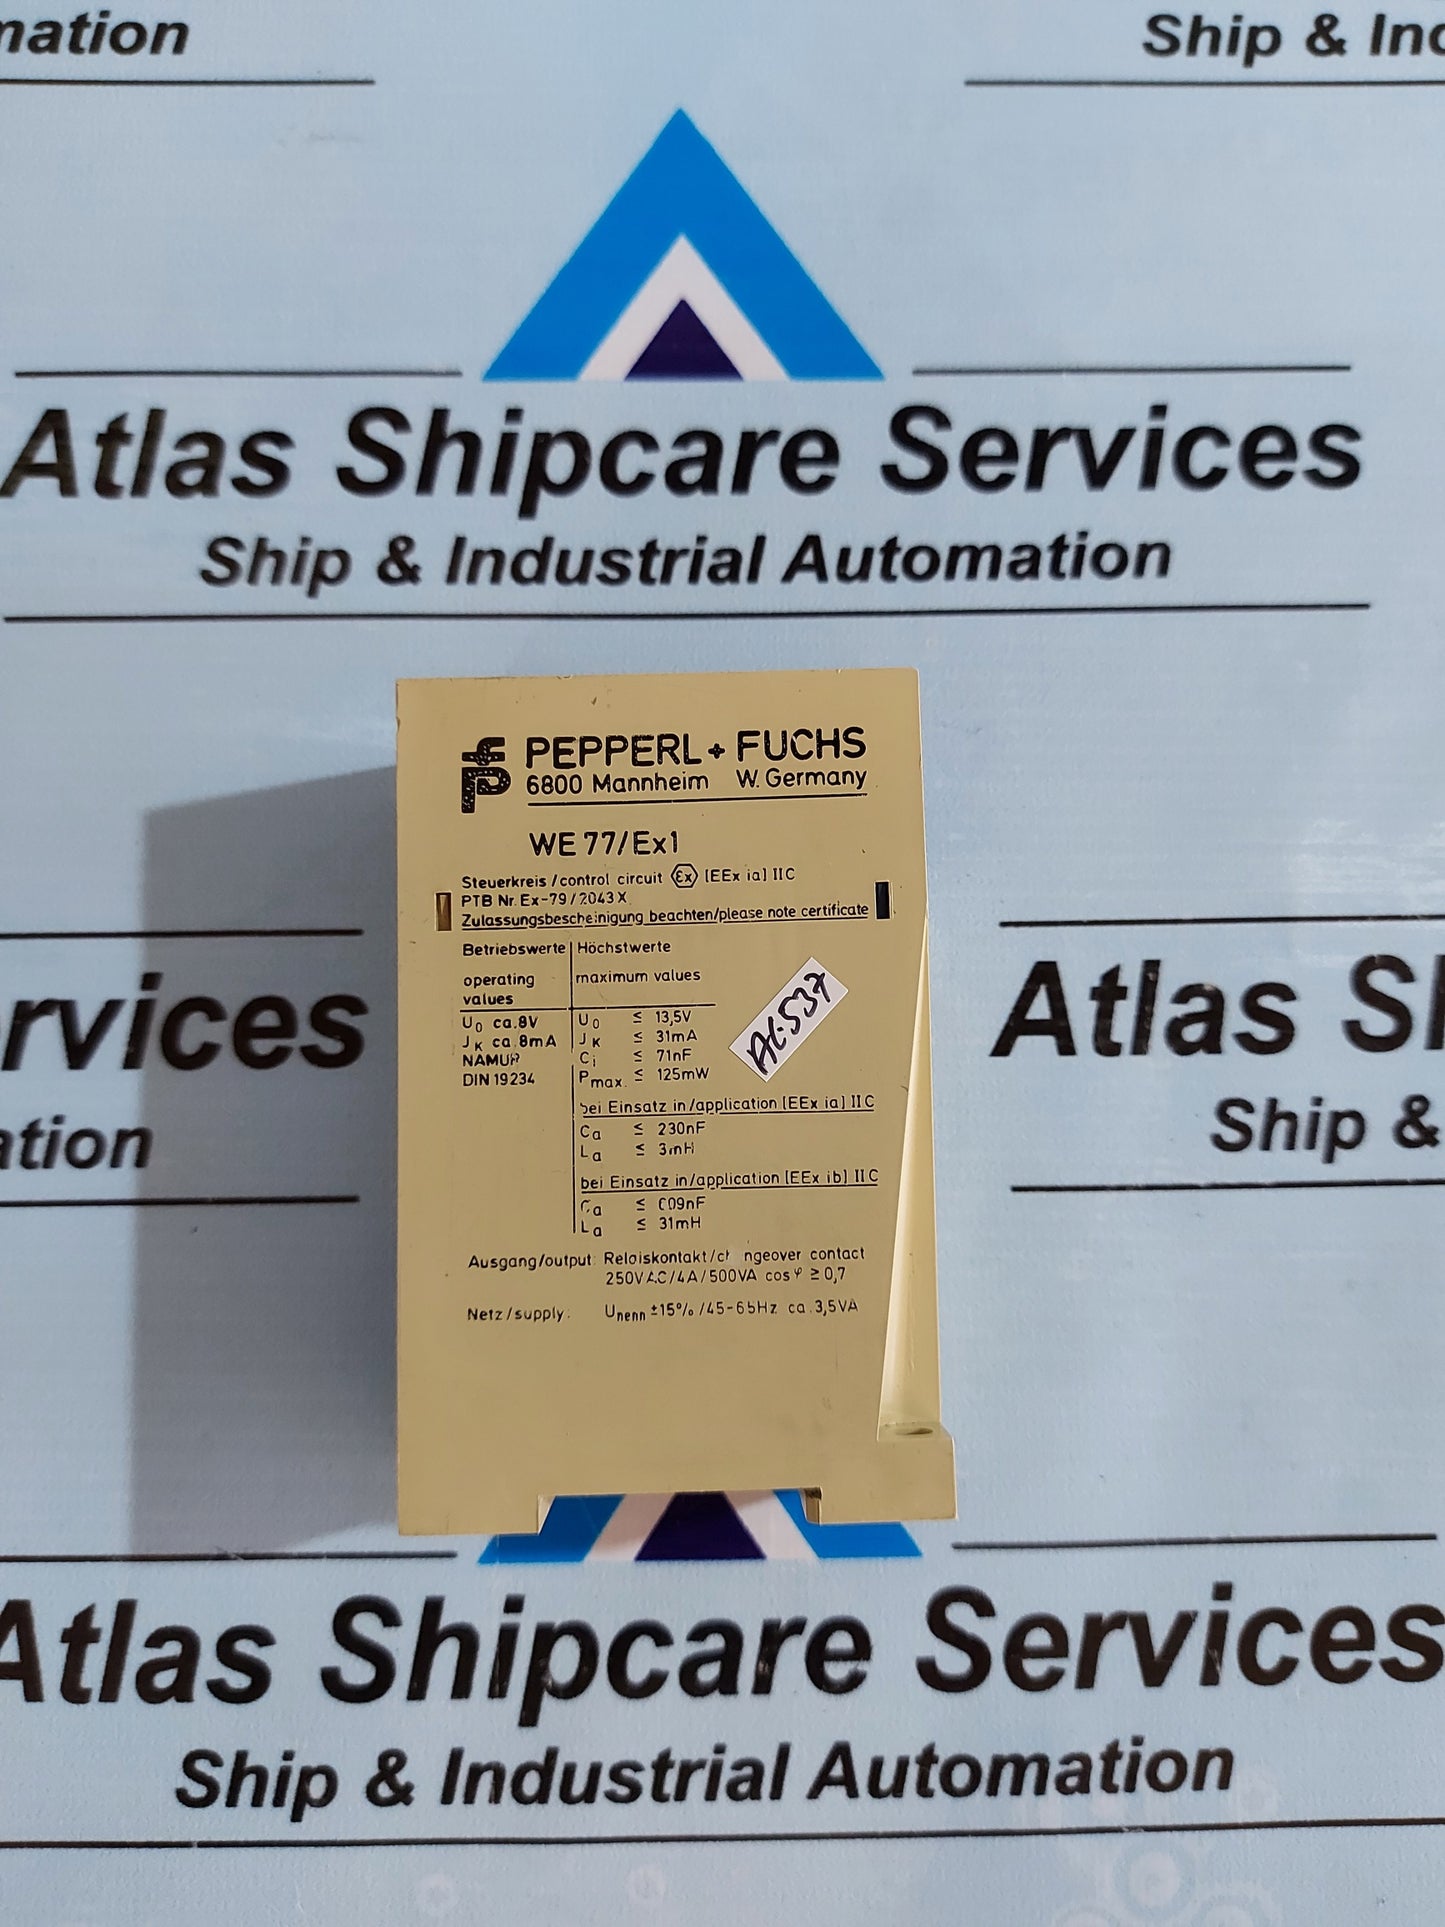 mation
Ship & Ind
Atlas Shipcare Services
Ship & Industrial Automation
PEPPERL + FUCHS
6800 Mannheim W. Germany
WE 77/Ex1
Steuerkreis/control circuit Ex [EEx ia] IIC
PTB Nr. Ex-79/2043 X
Zulassungsbescheinigung beachten/please note certificate
Betriebswerte Höchstwerte
operating values maximum values
U0 ca. 8V U0 ≤ 13,5V
JK ca. 8mA JK ≤ 31mA
NAMUR Ci ≤ 71nF
DIN 19234 Pmax. ≤ 125mW
bei Einsatz in/application [EEx ia] IIC
Ca ≤ 230nF
La ≤ 3mH
bei Einsatz in/application [EEx ib] IIC
Ca ≤
La ≤ 31mH
Ausgang/output: Relaiskontakt/changeover contact
250V AC/4A/500VA cos φ ≥ 0,7
Netz/supply: Unenn ±15% /45-65Hz ca. 3,5VA
AC-537
rvices
ation
Atlas S
Ship &
Atlas Shipcare Services
Ship & Industrial Automation